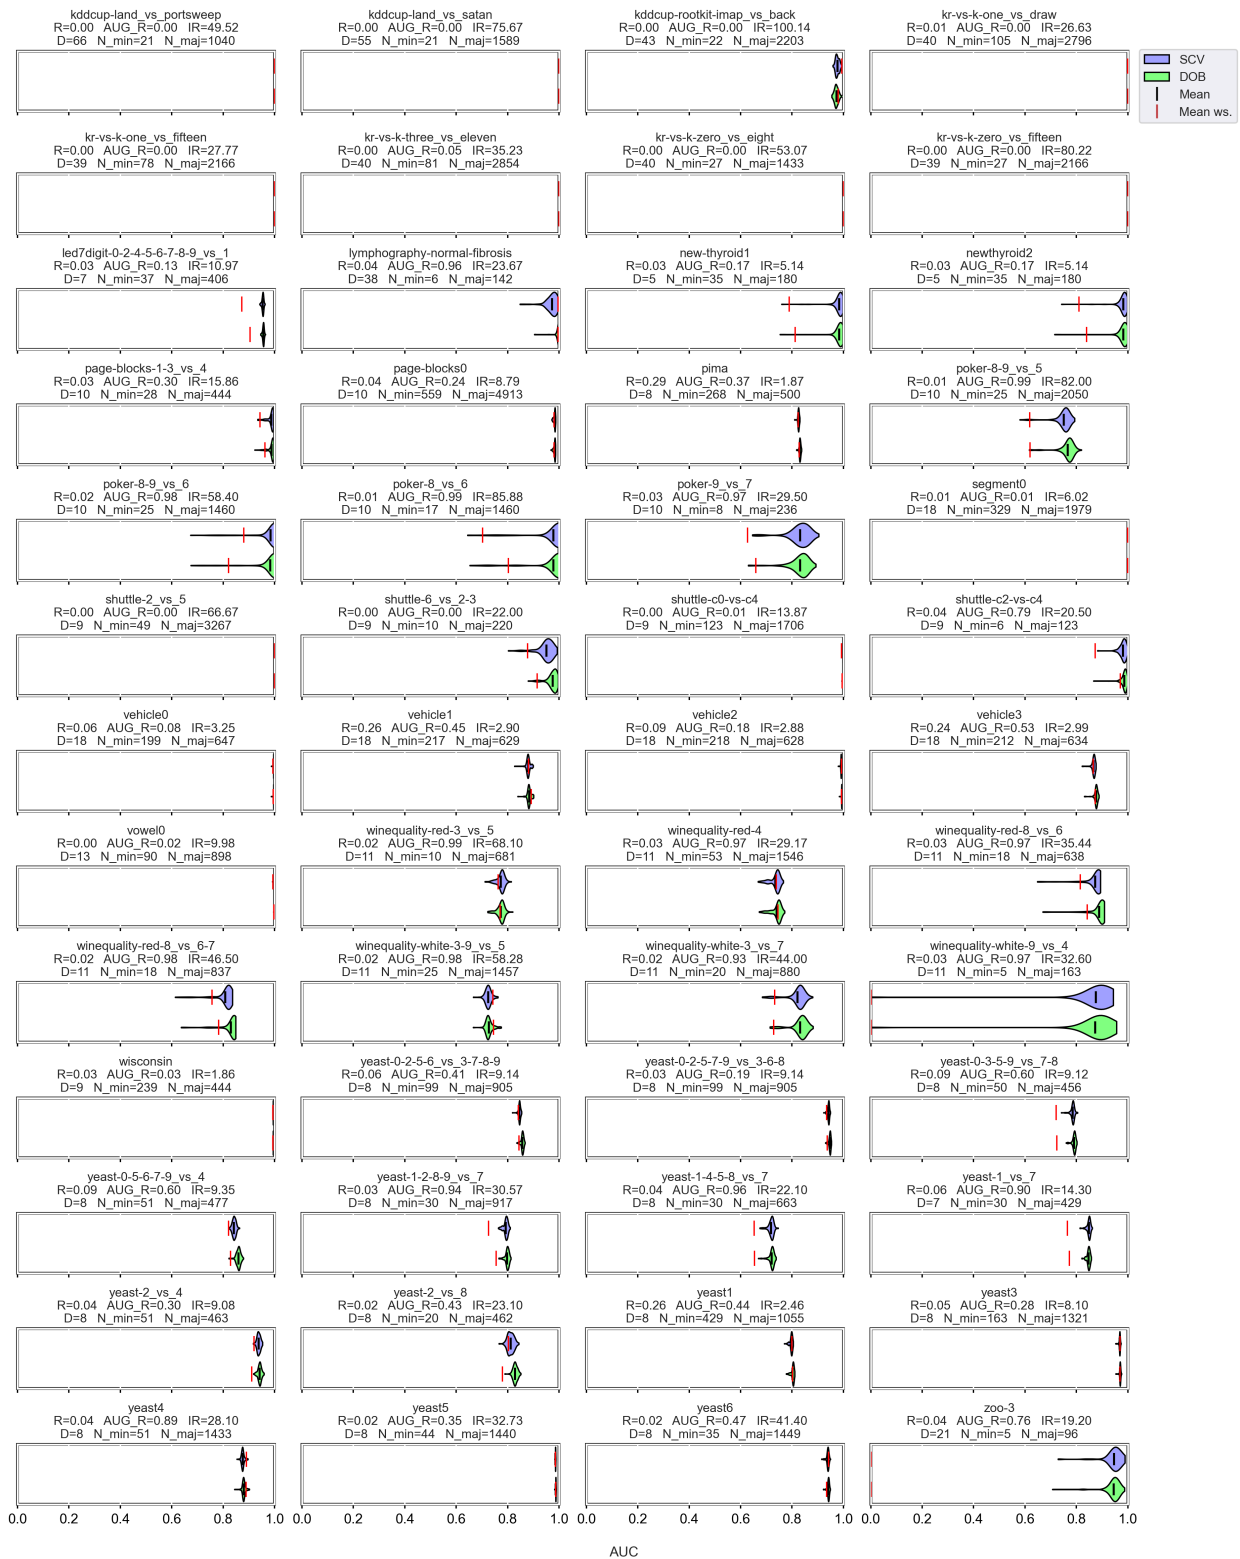 kddcup-land_vs_portsweep
R=0.00 AUG_R=0.00 IR=49.52
D=66 N_min=21 N_maj=1040
kddcup-land_vs_satan
R=0.00 AUG_R=0.00 IR=75.67
D=55 N_min=21 N_maj=1589
kddcup-rootkit-imap_vs_back
R=0.00 AUG_R=0.00 IR=100.14
D=43 N_min=22 N_maj=2203
kr-vs-k-one_vs_draw
R=0.01 AUG_R=0.00 IR=26.63
D=40 N_min=105 N_maj=2796
SCV
DOB
Mean
Mean ws.
kr-vs-k-one_vs_fifteen
R=0.00 AUG_R=0.00 IR=27.77
D=39 N_min=78 N_maj=2166
kr-vs-k-three_vs_eleven
R=0.00 AUG_R=0.05 IR=35.23
D=40 N_min=81 N_maj=2854
kr-vs-k-zero_vs_eight
R=0.00 AUG_R=0.00 IR=53.07
D=40 N_min=27 N_maj=1433
kr-vs-k-zero_vs_fifteen
R=0.00 AUG_R=0.00 IR=80.22
D=39 N_min=27 N_maj=2166
led7digit-0-2-4-5-6-7-8-9_vs_1
R=0.03 AUG_R=0.13 IR=10.97
D=7 N_min=37 N_maj=406
lymphography-normal-fibrosis
R=0.04 AUG_R=0.96 IR=23.67
D=38 N_min=6 N_maj=142
new-thyroid1
R=0.03 AUG_R=0.17 IR=5.14
D=5 N_min=35 N_maj=180
newthyroid2
R=0.03 AUG_R=0.17 IR=5.14
D=5 N_min=35 N_maj=180
page-blocks-1-3_vs_4
R=0.03 AUG_R=0.30 IR=15.86
D=10 N_min=28 N_maj=444
page-blocks0
R=0.04 AUG_R=0.24 IR=8.79
D=10 N_min=559 N_maj=4913
pima
R=0.29 AUG_R=0.37 IR=1.87
D=8 N_min=268 N_maj=500
poker-8-9_vs_5
R=0.01 AUG_R=0.99 IR=82.00
D=10 N_min=25 N_maj=2050
poker-8-9_vs_6
R=0.02 AUG_R=0.98 IR=58.40
D=10 N_min=25 N_maj=1460
poker-8_vs_6
R=0.01 AUG_R=0.99 IR=85.88
D=10 N_min=17 N_maj=1460
poker-9_vs_7
R=0.03 AUG_R=0.97 IR=29.50
D=10 N_min=8 N_maj=236
segment0
R=0.01 AUG_R=0.01 IR=6.02
D=18 N_min=329 N_maj=1979
shuttle-2_vs_5
R=0.00 AUG_R=0.00 IR=66.67
D=9 N_min=49 N_maj=3267
shuttle-6_vs_2-3
R=0.00 AUG_R=0.00 IR=22.00
D=9 N_min=10 N_maj=220
shuttle-c0-vs-c4
R=0.00 AUG_R=0.01 IR=13.87
D=9 N_min=123 N_maj=1706
shuttle-c2-vs-c4
R=0.04 AUG_R=0.79 IR=20.50
D=9 N_min=6 N_maj=123
vehicle0
R=0.06 AUG_R=0.08 IR=3.25
D=18 N_min=199 N_maj=647
vehicle1
R=0.26 AUG_R=0.45 IR=2.90
D=18 N_min=217 N_maj=629
vehicle2
R=0.09 AUG_R=0.18 IR=2.88
D=18 N_min=218 N_maj=628
vehicle3
R=0.24 AUG_R=0.53 IR=2.99
D=18 N_min=212 N_maj=634
vowel0
R=0.00 AUG_R=0.02 IR=9.98
D=13 N_min=90 N_maj=898
winequality-red-3_vs_5
R=0.02 AUG_R=0.99 IR=68.10
D=11 N_min=10 N_maj=681
winequality-red-4
R=0.03 AUG_R=0.97 IR=29.17
D=11 N_min=53 N_maj=1546
winequality-red-8_vs_6
R=0.03 AUG_R=0.97 IR=35.44
D=11 N_min=18 N_maj=638
winequality-red-8_vs_6-7
R=0.02 AUG_R=0.98 IR=46.50
D=11 N_min=18 N_maj=837
winequality-white-3-9_vs_5
R=0.02 AUG_R=0.98 IR=58.28
D=11 N_min=25 N_maj=1457
winequality-white-3_vs_7
R=0.02 AUG_R=0.93 IR=44.00
D=11 N_min=20 N_maj=880
winequality-white-9_vs_4
R=0.03 AUG_R=0.97 IR=32.60
D=11 N_min=5 N_maj=163
wisconsin
R=0.03 AUG_R=0.03 IR=1.86
D=9 N_min=239 N_maj=444
yeast-0-2-5-6_vs_3-7-8-9
R=0.06 AUG_R=0.41 IR=9.14
D=8 N_min=99 N_maj=905
yeast-0-2-5-7-9_vs_3-6-8
R=0.03 AUG_R=0.19 IR=9.14
D=8 N_min=99 N_maj=905
yeast-0-3-5-9_vs_7-8
R=0.09 AUG_R=0.60 IR=9.12
D=8 N_min=50 N_maj=456
yeast-0-5-6-7-9_vs_4
R=0.09 AUG_R=0.60 IR=9.35
D=8 N_min=51 N_maj=477
yeast-1-2-8-9_vs_7
R=0.03 AUG_R=0.94 IR=30.57
D=8 N_min=30 N_maj=917
yeast-1-4-5-8_vs_7
R=0.04 AUG_R=0.96 IR=22.10
D=8 N_min=30 N_maj=663
yeast-1_vs_7
R=0.06 AUG_R=0.90 IR=14.30
D=7 N_min=30 N_maj=429
yeast-2_vs_4
R=0.04 AUG_R=0.30 IR=9.08
D=8 N_min=51 N_maj=463
yeast-2_vs_8
R=0.02 AUG_R=0.43 IR=23.10
D=8 N_min=20 N_maj=462
yeast1
R=0.26 AUG_R=0.44 IR=2.46
D=8 N_min=429 N_maj=1055
yeast3
R=0.05 AUG_R=0.28 IR=8.10
D=8 N_min=163 N_maj=1321
yeast4
R=0.04 AUG_R=0.89 IR=28.10
D=8 N_min=51 N_maj=1433
yeast5
R=0.02 AUG_R=0.35 IR=32.73
D=8 N_min=44 N_maj=1440
yeast6
R=0.02 AUG_R=0.47 IR=41.40
D=8 N_min=35 N_maj=1449
zoo-3
R=0.04 AUG_R=0.76 IR=19.20
D=21 N_min=5 N_maj=96
0.0 0.2 0.4 0.6 0.8 1.0
0.0 0.2 0.4 0.6 0.8 1.0
0.0 0.2 0.4 0.6 0.8 1.0
0.0 0.2 0.4 0.6 0.8 1.0
AUC